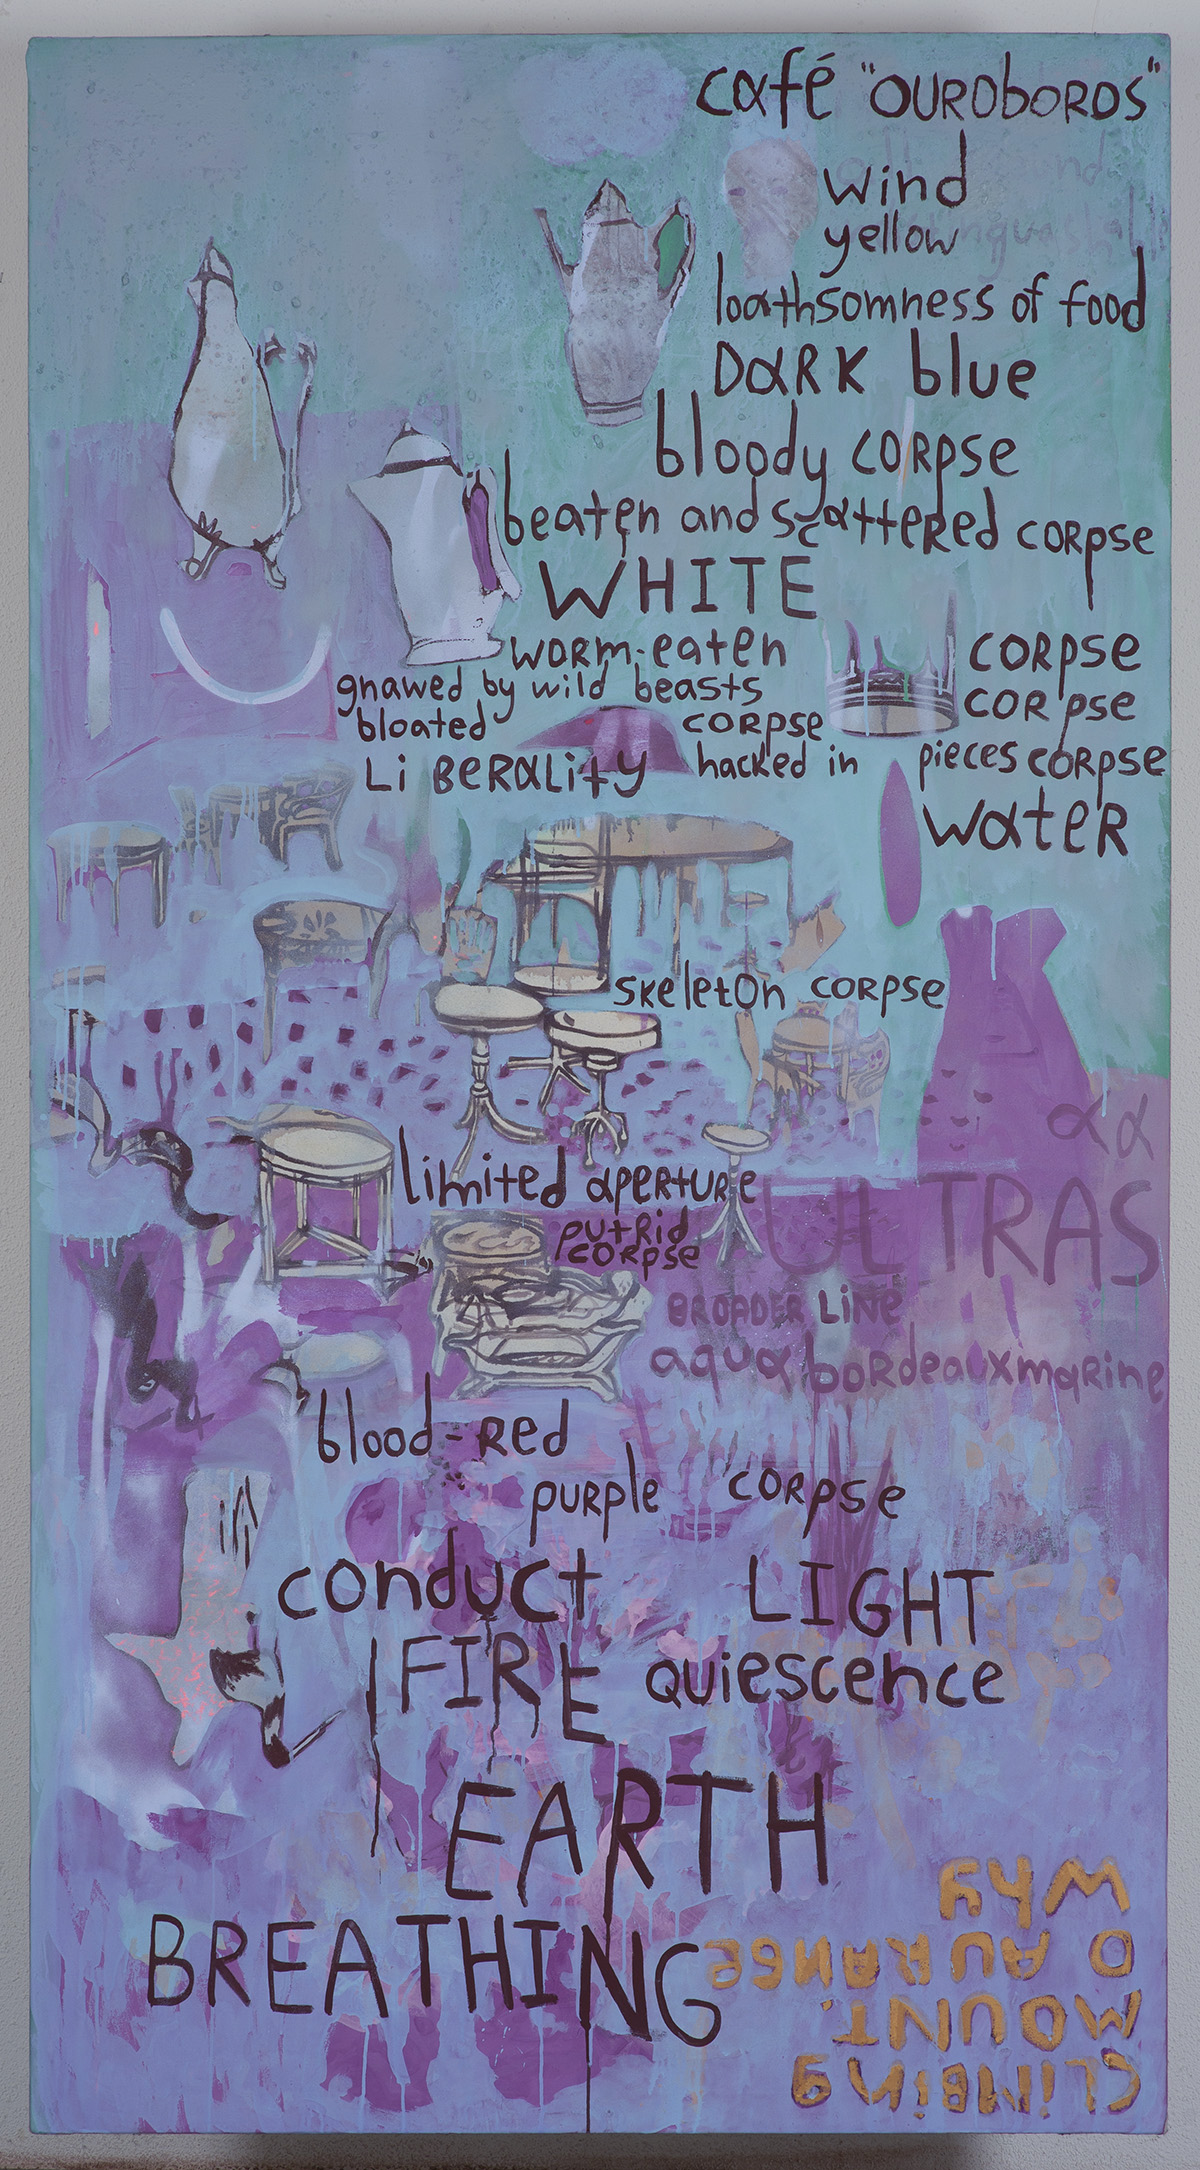 café "OUROBOROS"
wind
yellow
loathsomness of food
DARK blue
bloody corpse
beaten and scattered corpse
WHITE
worm-eaten corpse
gnawed by wild beasts corpse
bloated corpse
LiBERALity hacked in pieces corpse
water
skeleton corpse
αα
limited aperture
ULTRAS
putrid
corpse
BROADER LINE
aqua bordeauxmarine
blood-red
purple corpse
conduct LIGHT
FIRE quiescence
EARTH
BREATHING
CLiMBiNG
MOUNT.
D AURANGE
WHY